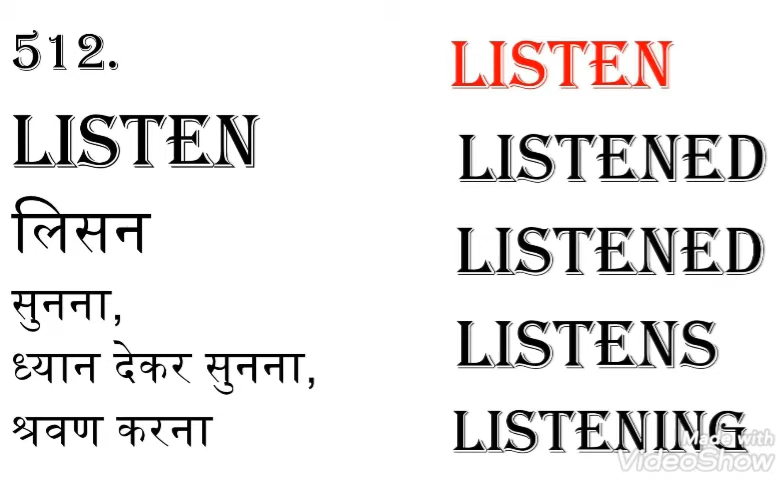 512.
LISTEN
लिसन
सुनना,
ध्यान देकर सुनना,
श्रवण करना
LISTEN
LISTENED
LISTENED
LISTENS
LISTENING
Made with
VideoShow